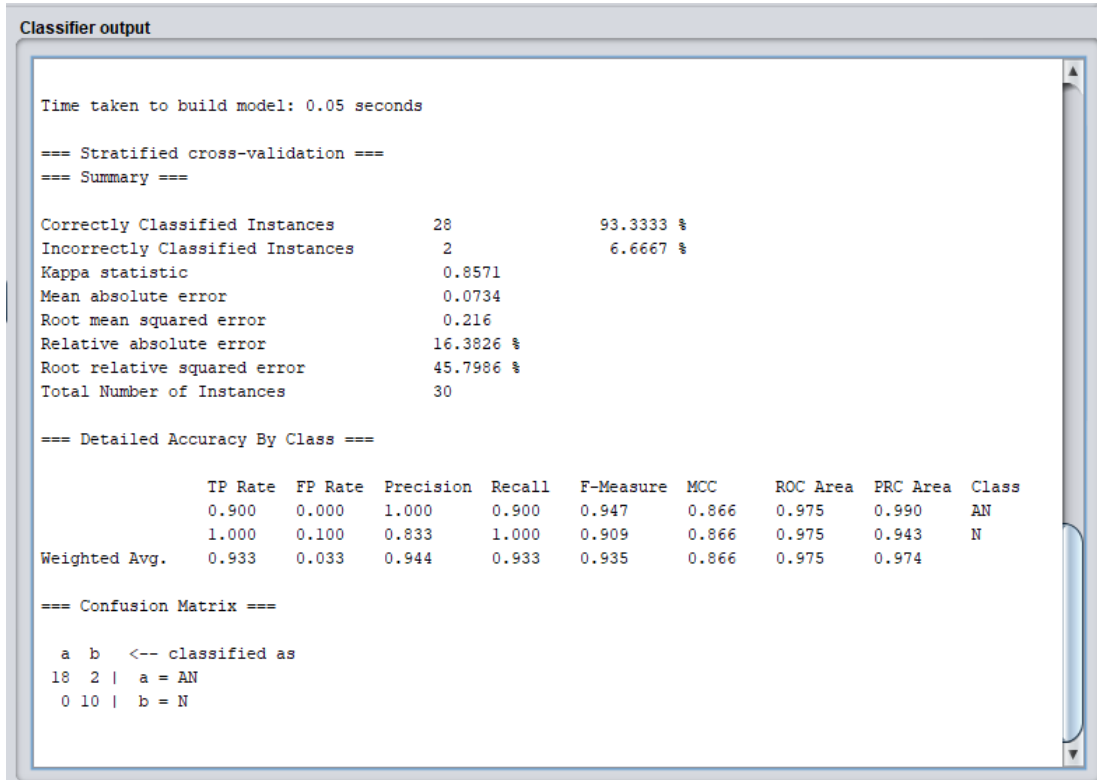 Classifier output
Time taken to build model: 0.05 seconds
=== Stratified cross-validation ===
=== Summary ===
Correctly Classified Instances 28 93.3333 %
Incorrectly Classified Instances 2 6.6667 %
Kappa statistic 0.8571
Mean absolute error 0.0734
Root mean squared error 0.216
Relative absolute error 16.3826 %
Root relative squared error 45.7986 %
Total Number of Instances 30
=== Detailed Accuracy By Class ===
TP Rate FP Rate Precision Recall F-Measure MCC ROC Area PRC Area Class
0.900 0.000 1.000 0.900 0.947 0.866 0.975 0.990 AN
1.000 0.100 0.833 1.000 0.909 0.866 0.975 0.943 N
Weighted Avg. 0.933 0.033 0.944 0.933 0.935 0.866 0.975 0.974
=== Confusion Matrix ===
a b <-- classified as
18 2 | a = AN
0 10 | b = N